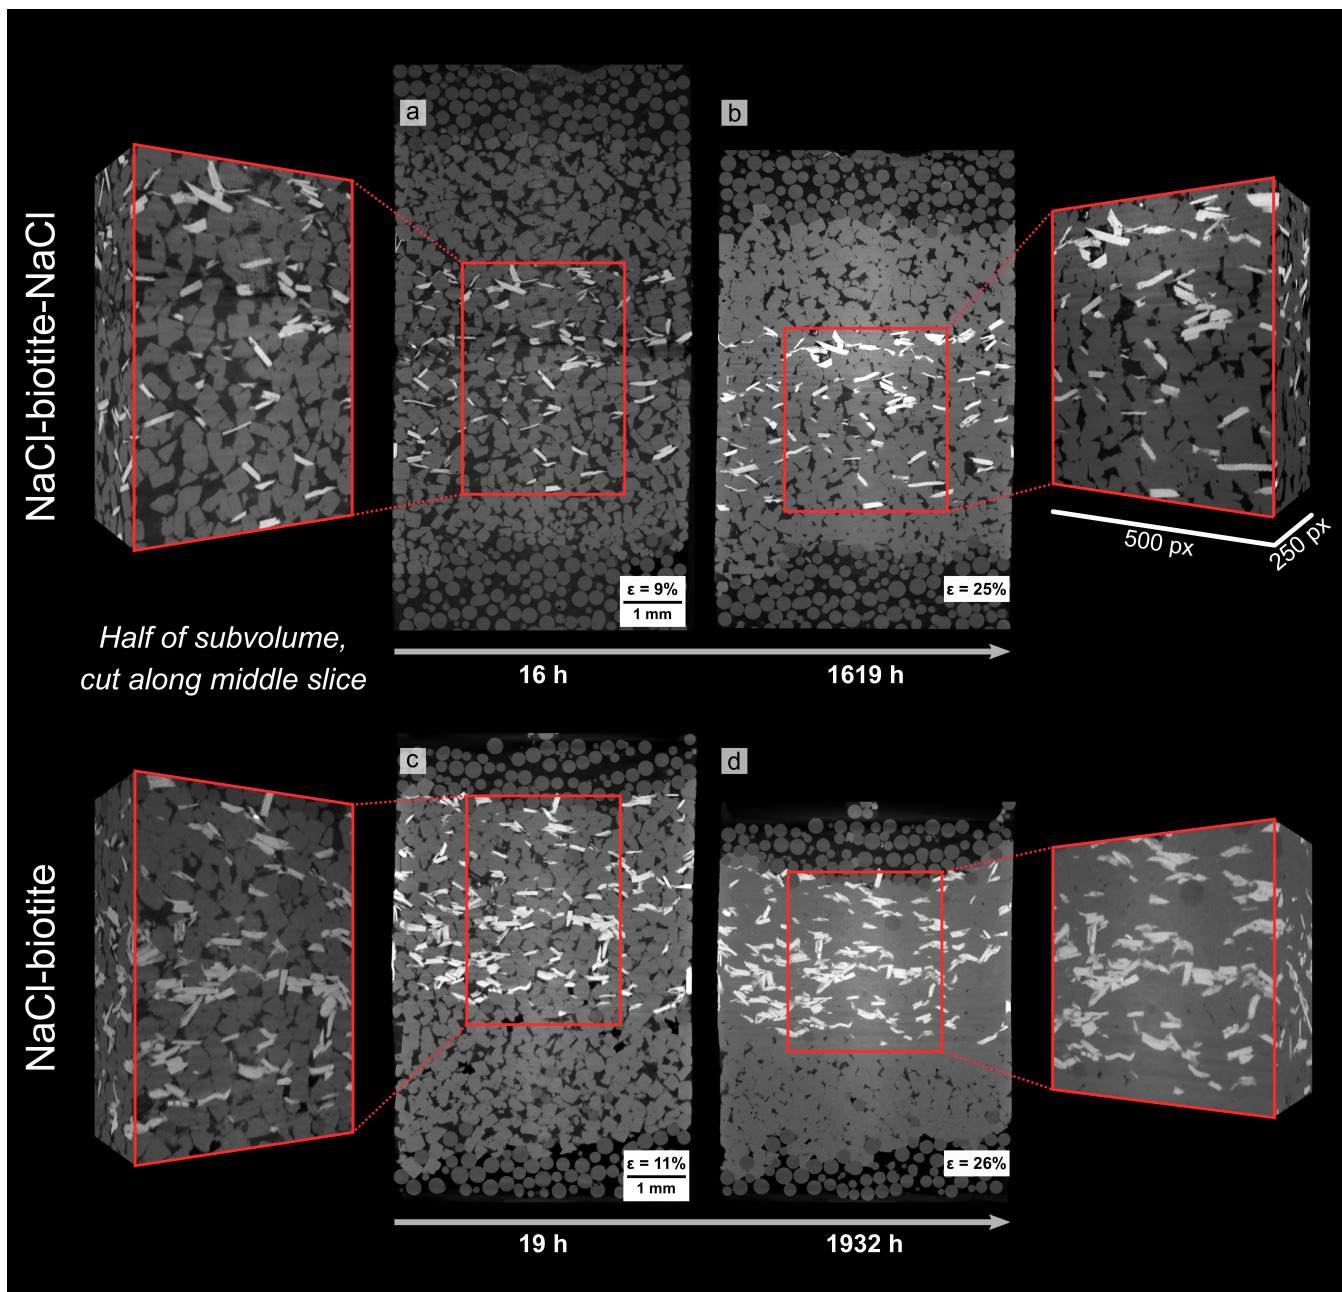 NaCl-biotite-NaCl
a
b
ε = 9%
1 mm
ε = 25%
500 px
250 px
16 h
1619 h
Half of subvolume,
cut along middle slice
NaCl-biotite
c
d
ε = 11%
1 mm
ε = 26%
19 h
1932 h